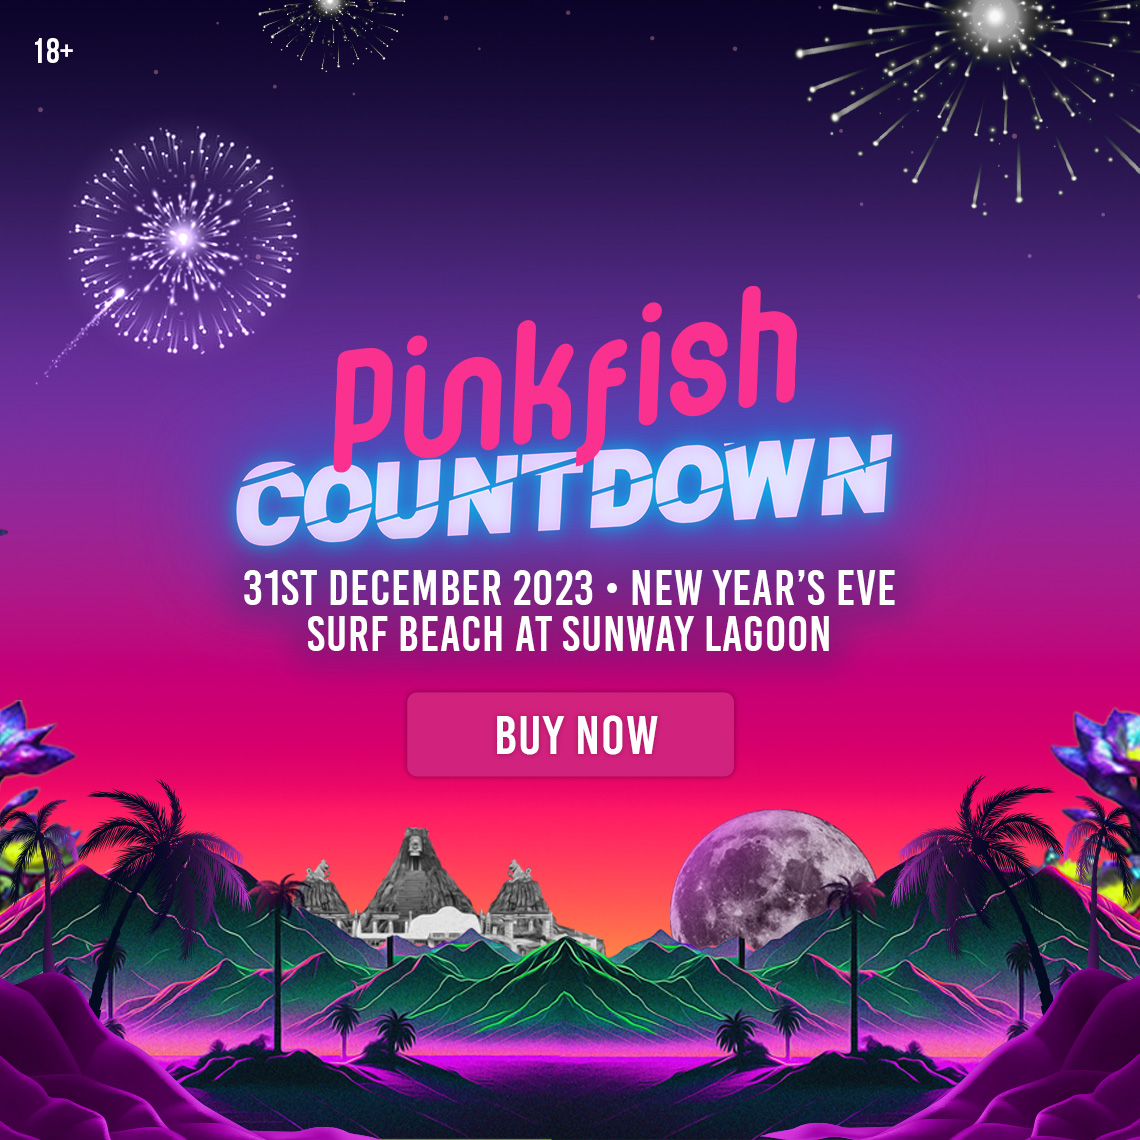 18+
Pinkfish
COUNTDOWN
31ST DECEMBER 2023 • NEW YEAR'S EVE
SURF BEACH AT SUNWAY LAGOON
BUY NOW